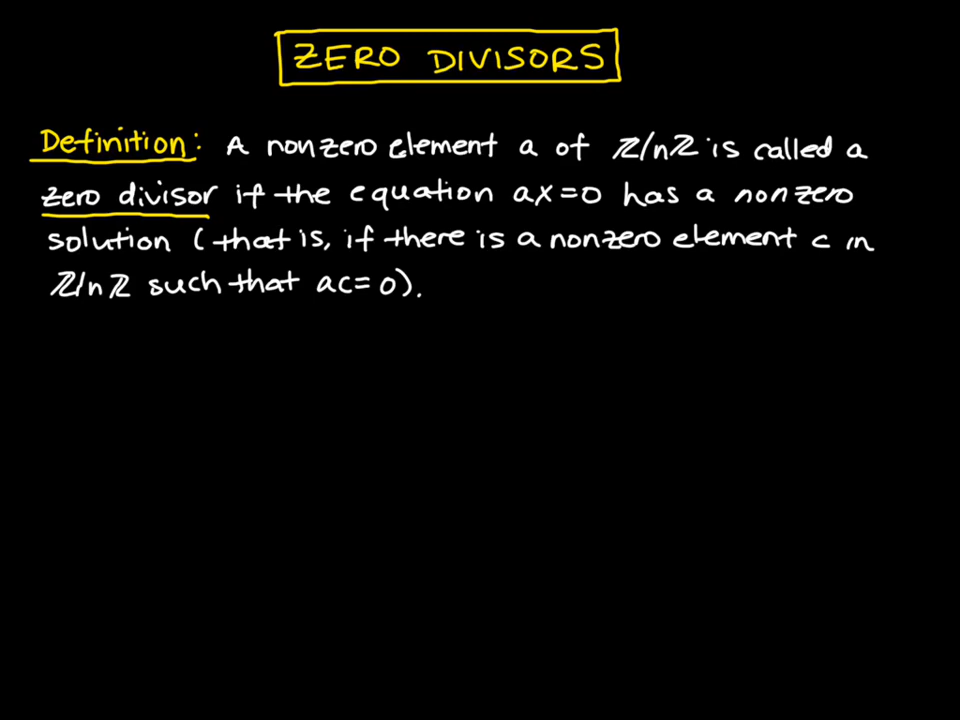 ZERO DIVISORS
Definition: A nonzero element a of ℤ/nℤ is called a
zero divisor if the equation ax=0 has a nonzero
solution (that is, if there is a nonzero element c in
ℤ/nℤ such that ac=0).